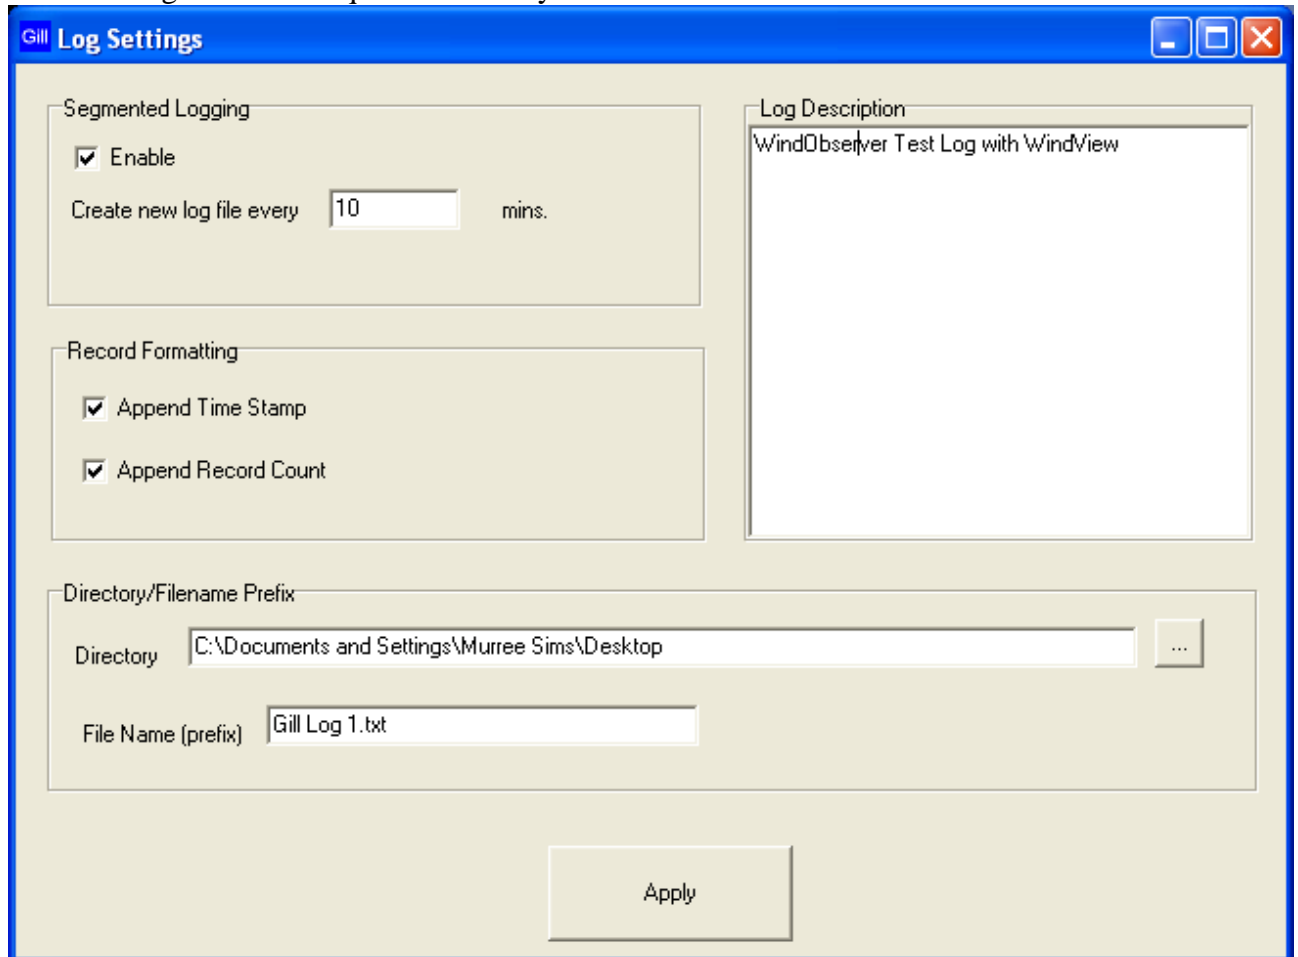 Gill Log Settings
Segmented Logging
Enable
Create new log file every 10 mins.
Record Formatting
Append Time Stamp
Append Record Count
Log Description
WindObserver Test Log with WindView
Directory/Filename Prefix
Directory C:\Documents and Settings\Murree Sims\Desktop ...
File Name (prefix) Gill Log 1.txt
Apply